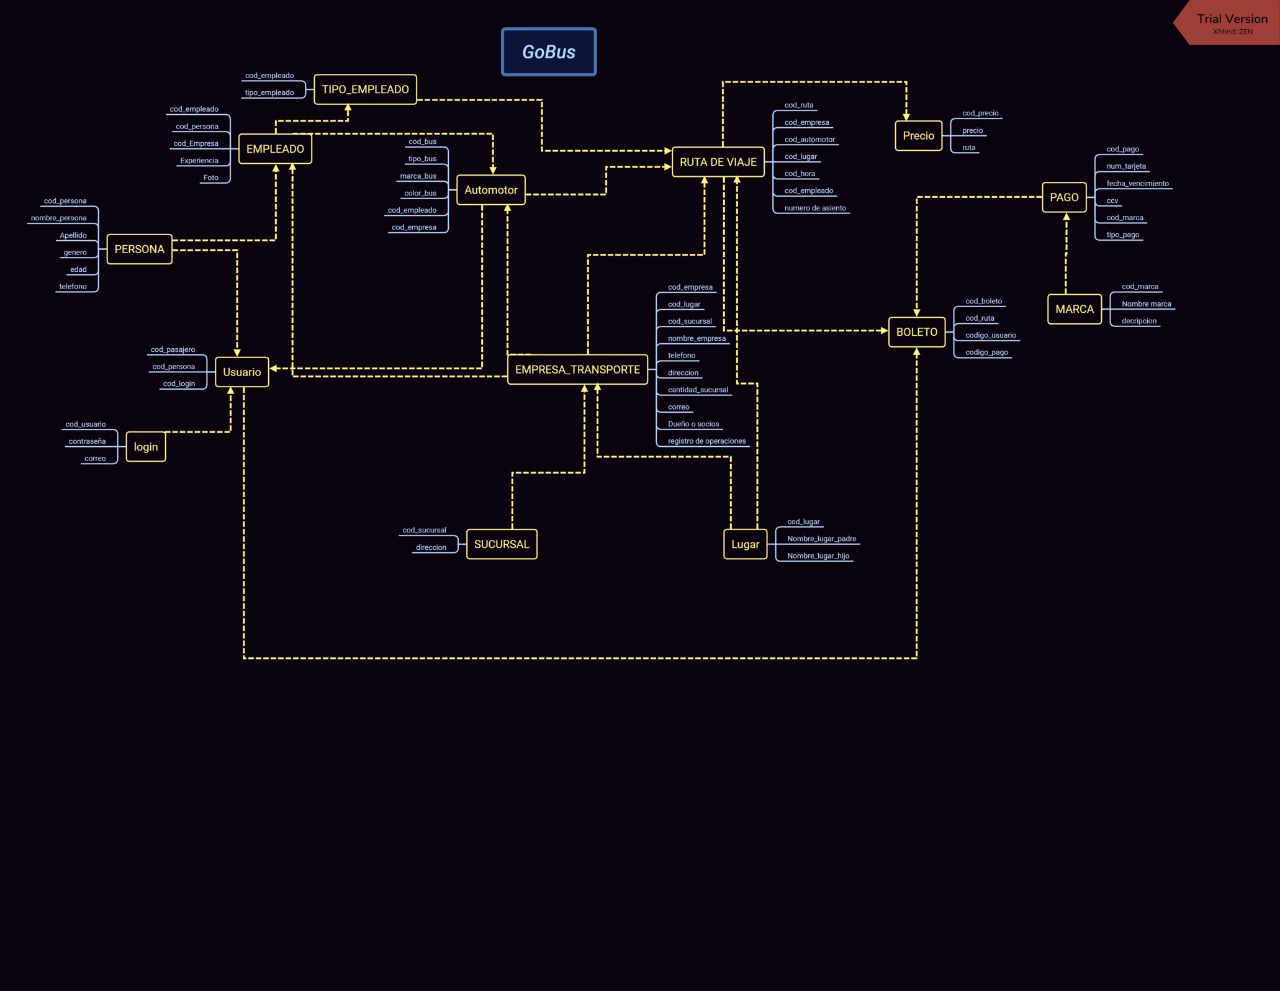 Trial Version
XMind:ZEN
GoBus
cod_empleado
tipo_empleado
TIPO_EMPLEADO
cod_empleado
cod_persona
cod_Empresa
Experiencia
Foto
EMPLEADO
cod_bus
tipo_bus
marca_bus
color_bus
cod_empleado
cod_empresa
Automotor
RUTA DE VIAJE
cod_ruta
cod_empresa
cod_automotor
cod_lugar
cod_hora
cod_empleado
numero de asiento
Precio
cod_precio
precio
ruta
PAGO
cod_pago
num_tarjeta
fecha_vencimiento
ccv
cod_marca
tipo_pago
cod_persona
nombre_persona
Apellido
genero
edad
telefono
PERSONA
MARCA
cod_marca
Nombre marca
decripcion
BOLETO
cod_boleto
cod_ruta
codigo_usuario
codigo_pago
cod_pasajero
cod_persona
cod_login
Usuario
EMPRESA_TRANSPORTE
cod_empresa
cod_lugar
cod_sucursal
nombre_empresa
telefono
direccion
cantidad_sucursal
correo
Dueño o socios
registro de operaciones
cod_usuario
contraseña
correo
login
cod_sucursal
direccion
SUCURSAL
Lugar
cod_lugar
Nombre_lugar_padre
Nombre_lugar_hijo